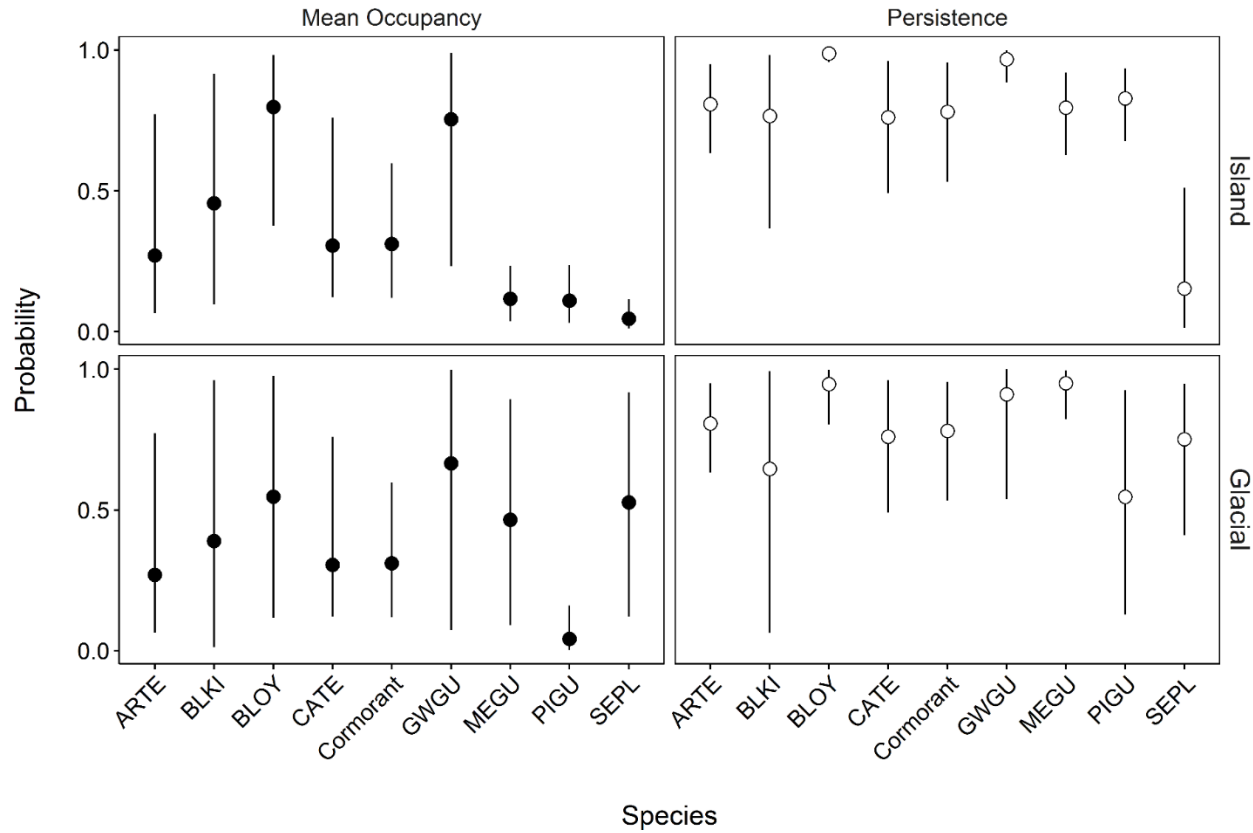 Mean Occupancy
Persistence
Probability
1.0
0.5
0.0
Island
1.0
0.5
0.0
Glacial
ARTE
BLKI
BLOY
CATE
Cormorant
GWGU
MEGU
PIGU
SEPL
ARTE
BLKI
BLOY
CATE
Cormorant
GWGU
MEGU
PIGU
SEPL
Species